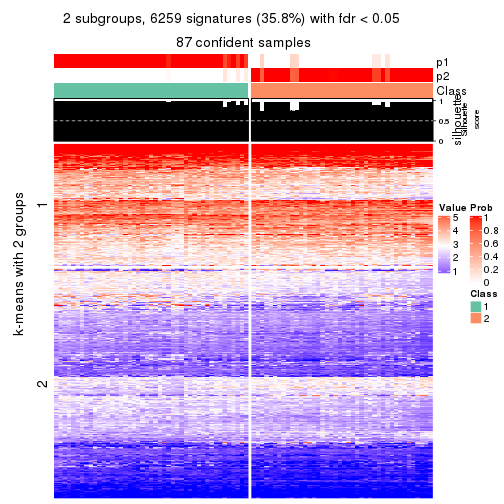 2 subgroups, 6259 signatures (35.8%) with fdr < 0.05
87 confident samples
p1
p2
Class
1
0.5
0
silhouette
Silhouette
score
k-means with 2 groups
1
2
Value
5
4
3
2
1
Prob
1
0.8
0.6
0.4
0.2
0
Class
1
2